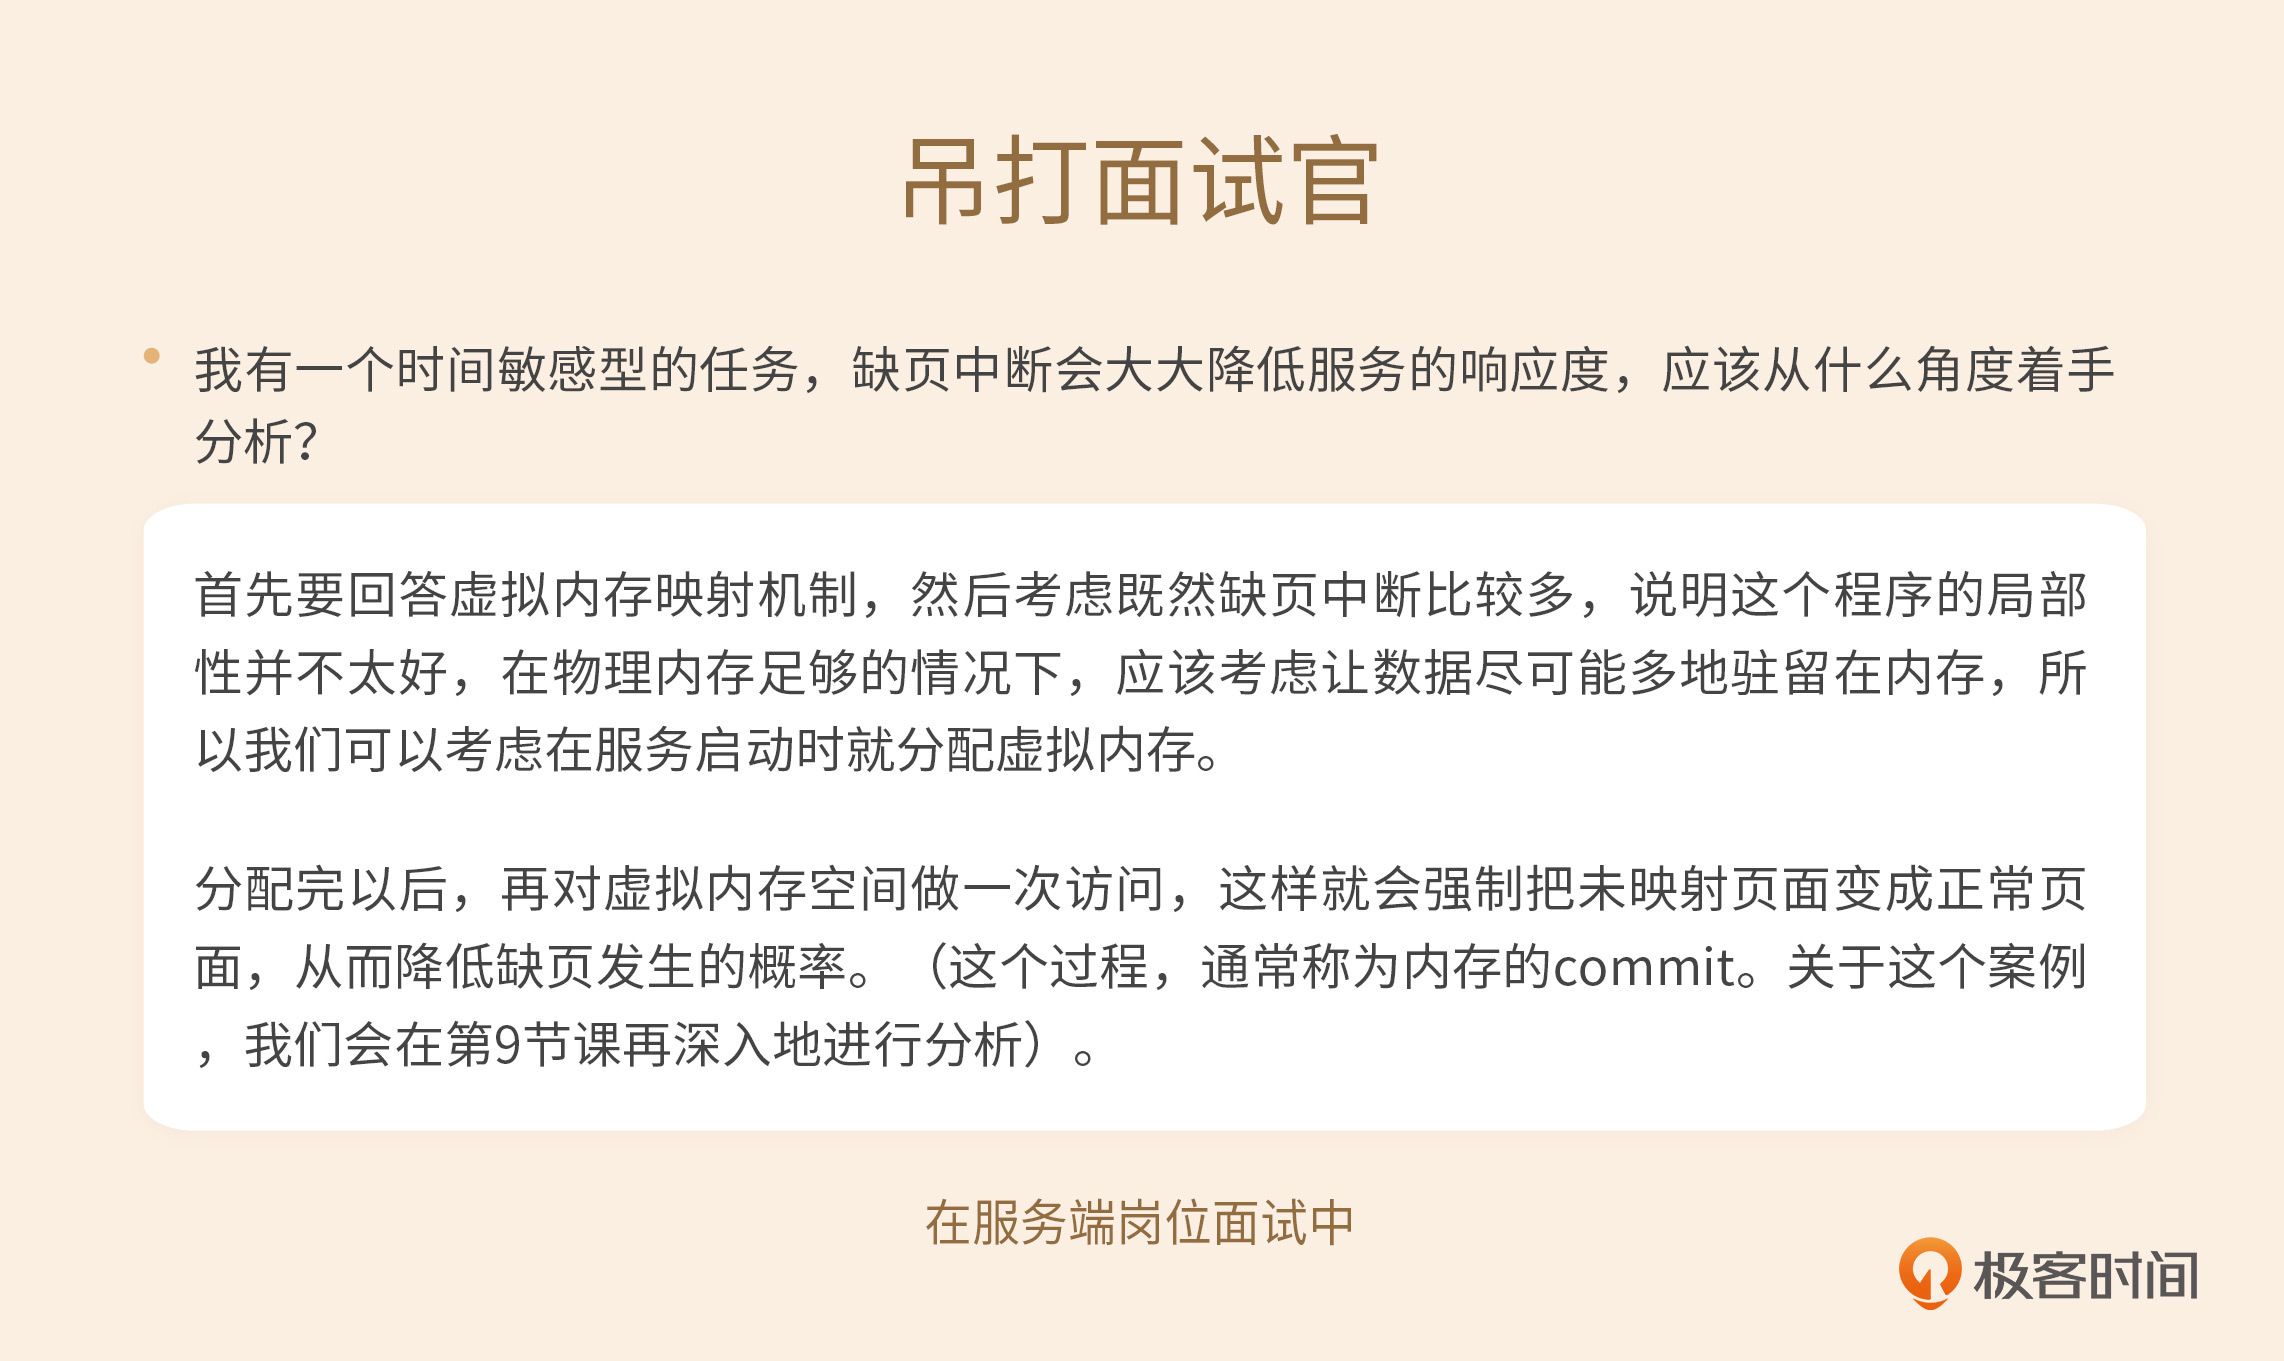 吊打面试官
我有一个时间敏感型的任务，缺页中断会大大降低服务的响应度，应该从什么角度着手
分析？
首先要回答虚拟内存映射机制，然后考虑既然缺页中断比较多，说明这个程序的局部
性并不太好，在物理内存足够的情况下，应该考虑让数据尽可能多地驻留在内存，所
以我们可以考虑在服务启动时就分配虚拟内存。
分配完以后，再对虚拟内存空间做一次访问，这样就会强制把未映射页面变成正常页
面，从而降低缺页发生的概率。（这个过程，通常称为内存的commit。关于这个案例
，我们会在第9节课再深入地进行分析）。
在服务端岗位面试中
极客时间